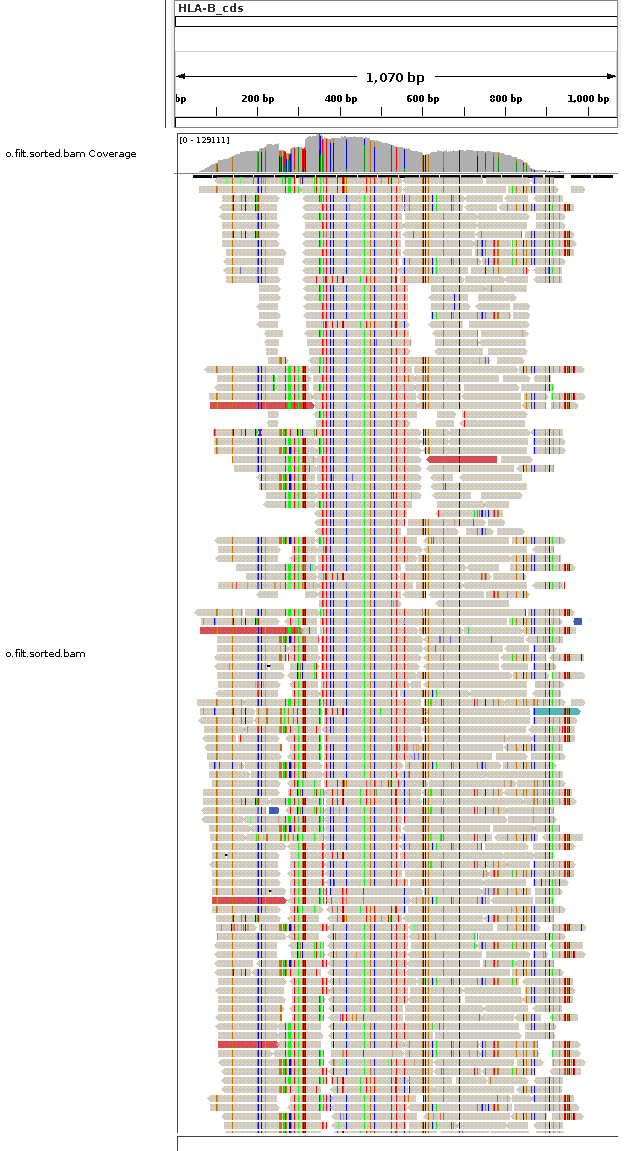 HLA-B_cds
1,070 bp
bp 200 bp 400 bp 600 bp 800 bp 1,000 bp
[0 - 129111]
o.filt.sorted.bam Coverage
o.filt.sorted.bam